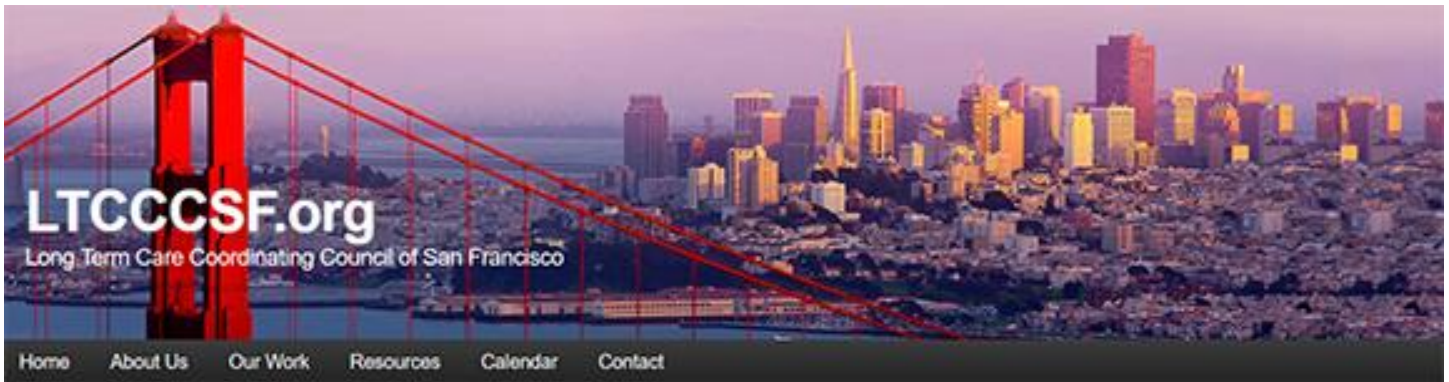 LTCCCSF.org
Long Term Care Coordinating Council of San Francisco
Home About Us Our Work Resources Calendar Contact